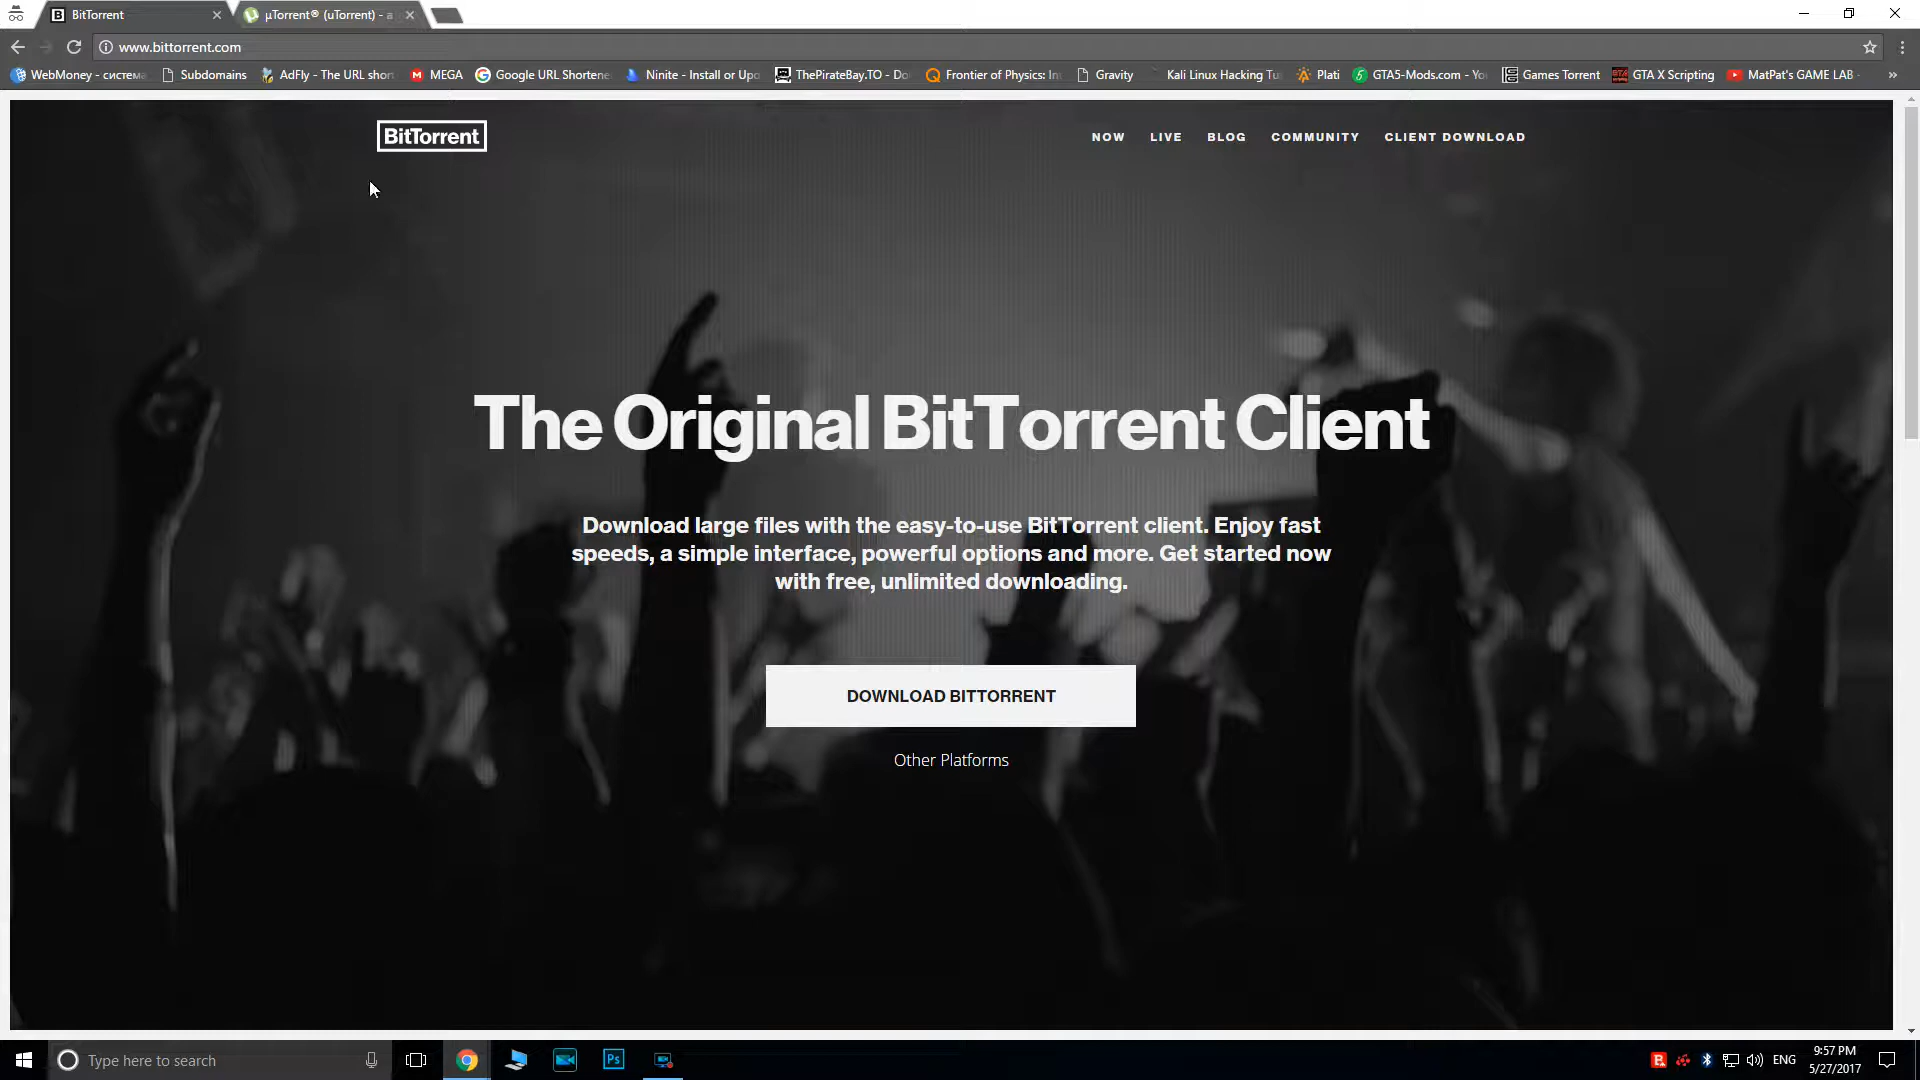 BitTorrent
µTorrent® (uTorrent) - a
www.bittorrent.com
WebMoney - система
Subdomains
AdFly - The URL short
MEGA
Google URL Shortene
Ninite - Install or Upd
ThePirateBay.TO - Do
Frontier of Physics: In
Gravity
Kali Linux Hacking Tu
Plati
GTA5-Mods.com - Yo
Games Torrent
GTA X Scripting
MatPat's GAME LAB -
»
BitTorrent
NOW LIVE BLOG COMMUNITY CLIENT DOWNLOAD
The Original BitTorrent Client
Download large files with the easy-to-use BitTorrent client. Enjoy fast
speeds, a simple interface, powerful options and more. Get started now
with free, unlimited downloading.
DOWNLOAD BITTORRENT
Other Platforms
Type here to search
Ps
ENG
9:57 PM
5/27/2017